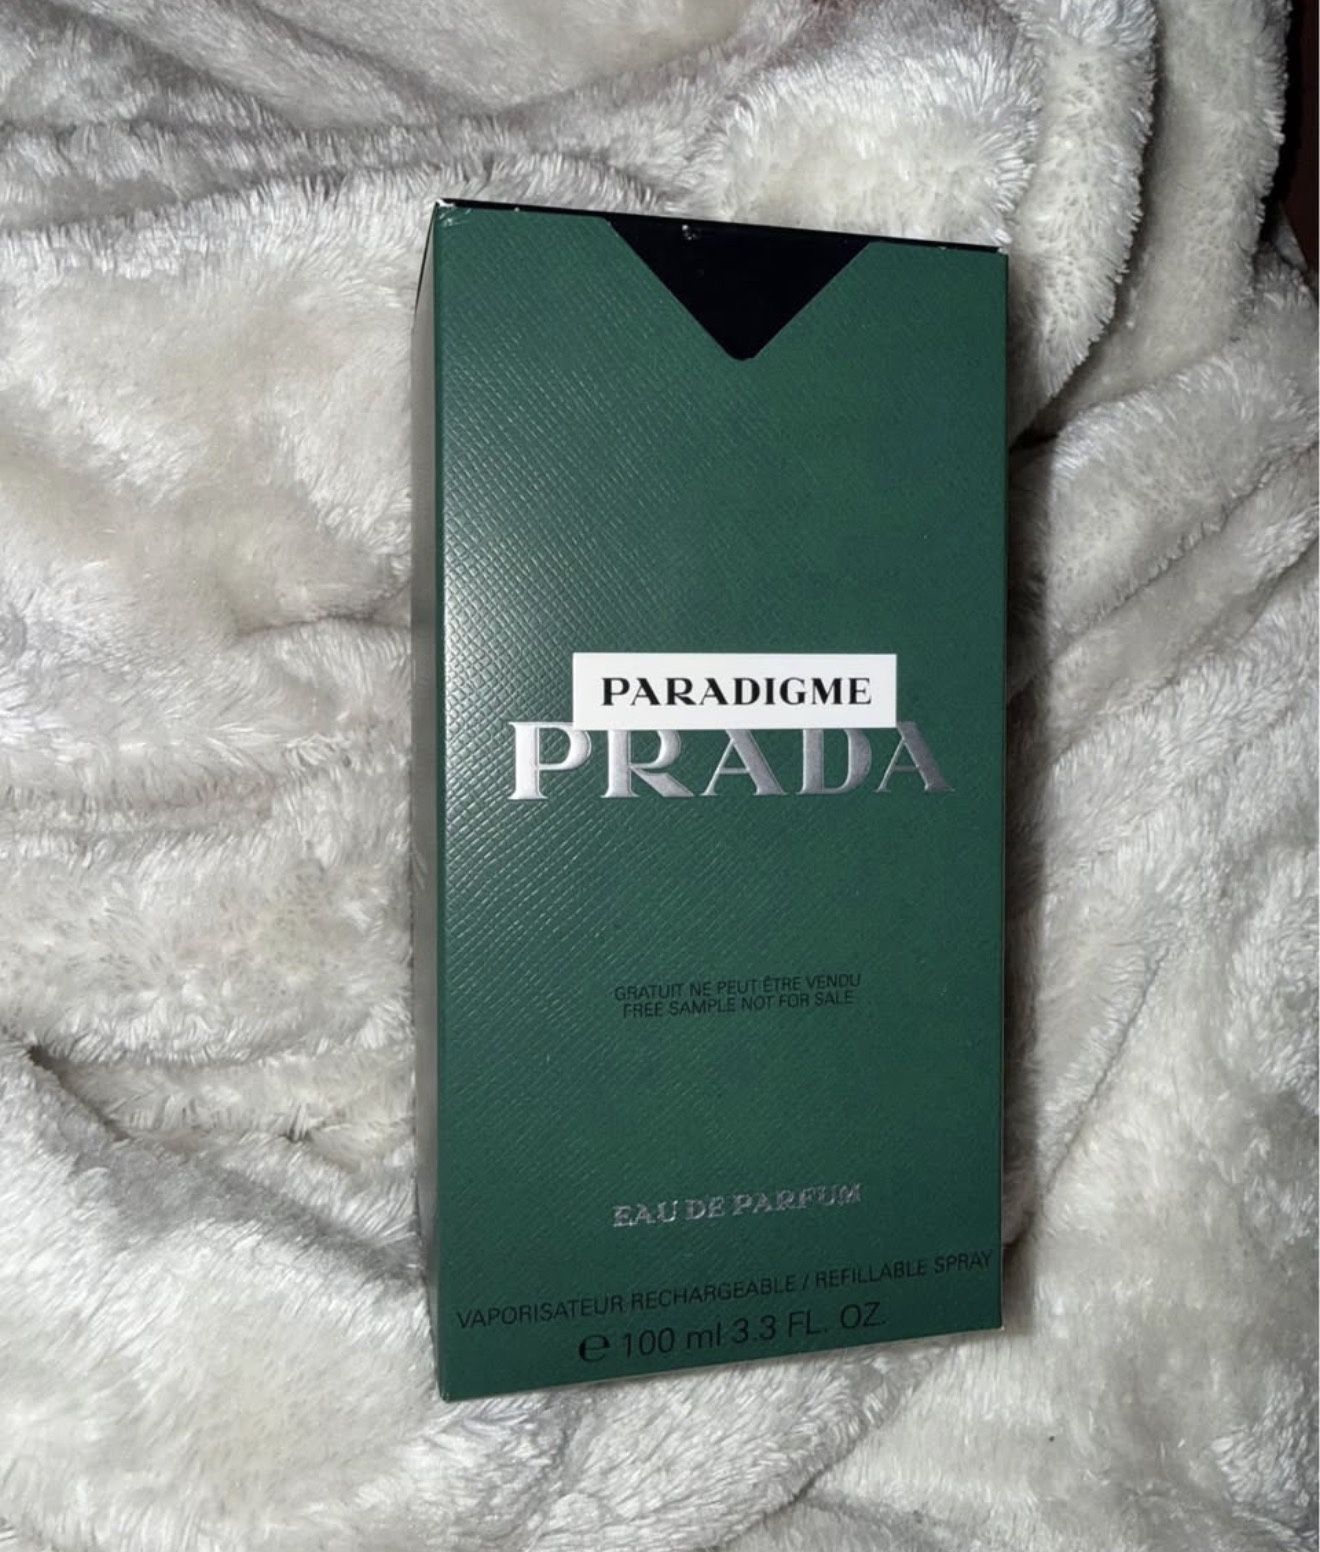 PARADIGME
PRADA
GRATUIT NE PEUT ÊTRE VENDU
FREE SAMPLE NOT FOR SALE
EAU DE PARFUM
VAPORISATEUR RECHARGEABLE / REFILLABLE SPRAY
℮ 100 ml 3.3 FL. OZ.